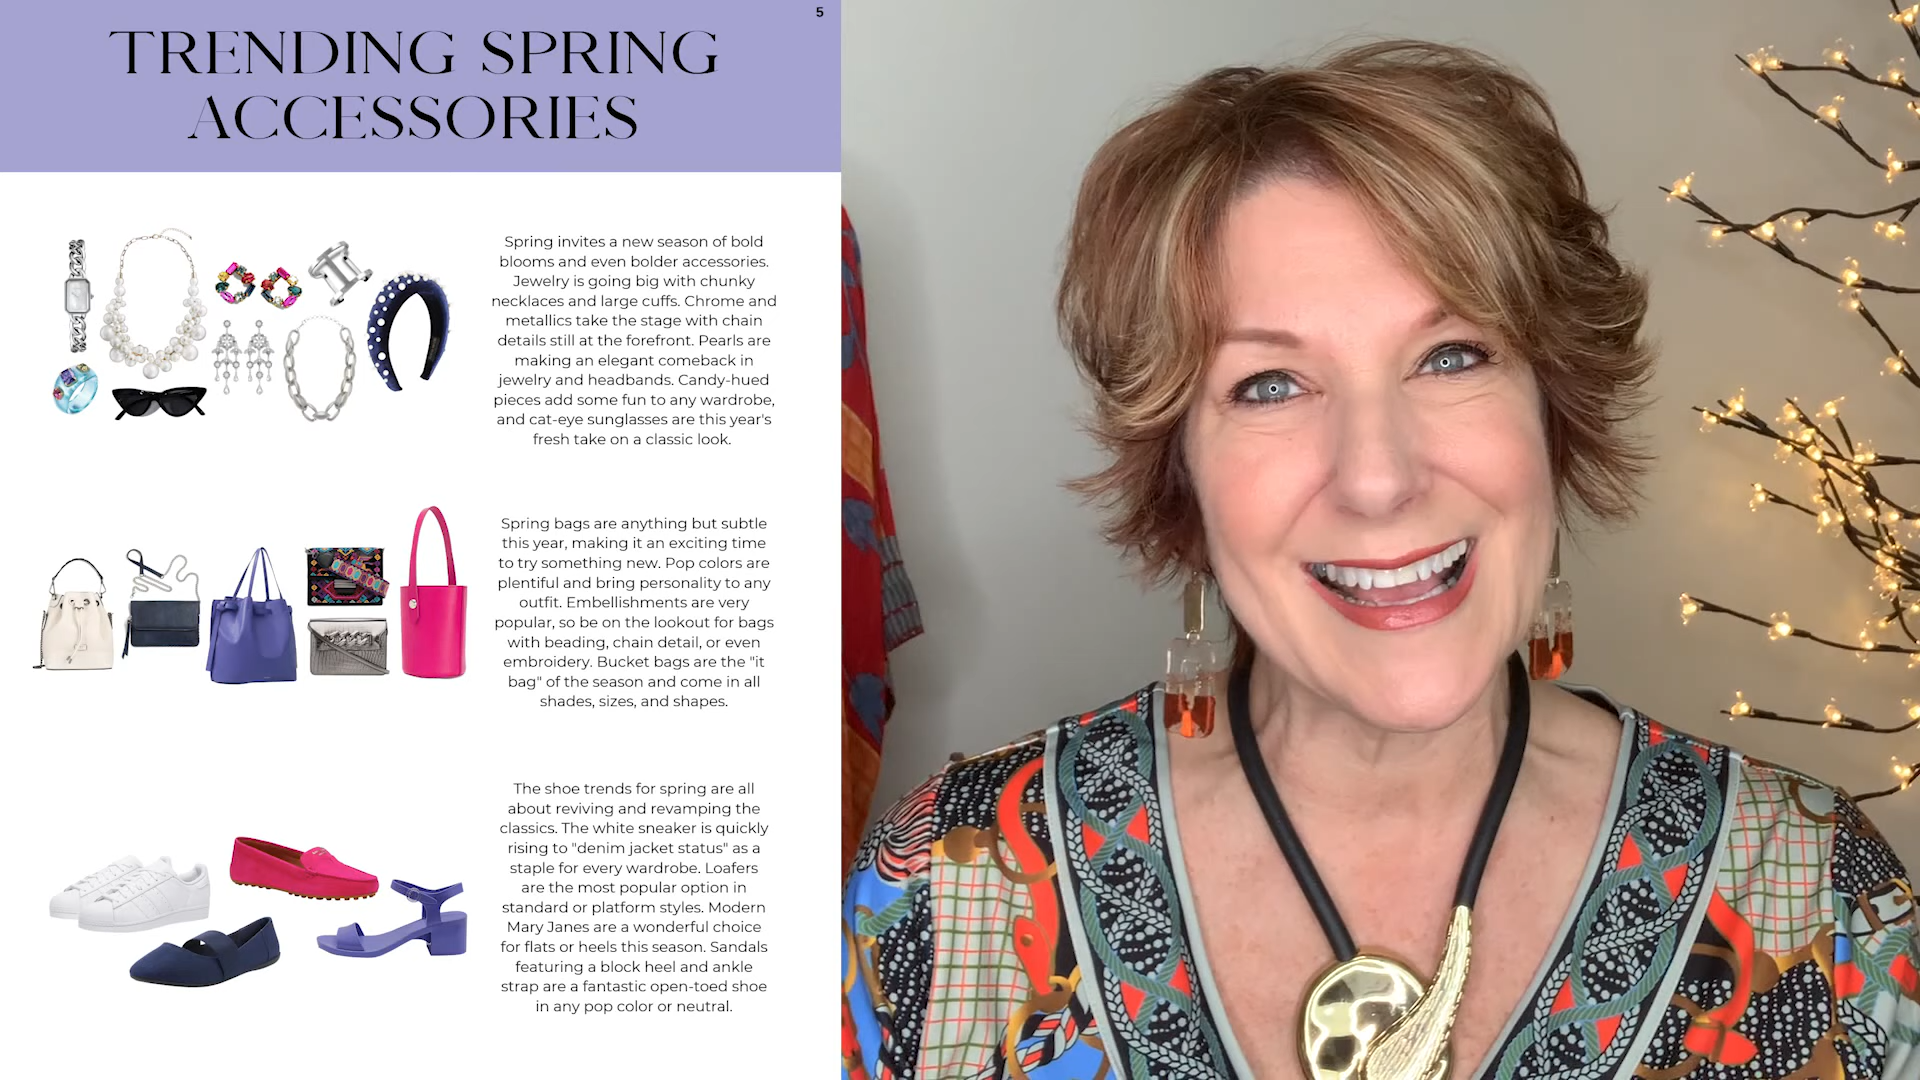 5
TRENDING SPRING
ACCESSORIES
Spring invites a new season of bold
blooms and even bolder accessories.
Jewelry is going big with chunky
necklaces and large cuffs. Chrome and
metallics take the stage with chain
details still at the forefront. Pearls are
making an elegant comeback in
jewelry and headbands. Candy-hued
pieces add some fun to any wardrobe,
and cat-eye sunglasses are this year's
fresh take on a classic look.
Spring bags are anything but subtle
this year, making it an exciting time
to try something new. Pop colors are
plentiful and bring personality to any
outfit. Embellishments are very
popular, so be on the lookout for bags
with beading, chain detail, or even
embroidery. Bucket bags are the "it
bag" of the season and come in all
shades, sizes, and shapes.
The shoe trends for spring are all
about reviving and revamping the
classics. The white sneaker is quickly
rising to "denim jacket status" as a
staple for every wardrobe. Loafers
are the most popular option in
standard or platform styles. Modern
Mary Janes are a wonderful choice
for flats or heels this season. Sandals
featuring a block heel and ankle
strap are a fantastic open-toed shoe
in any pop color or neutral.